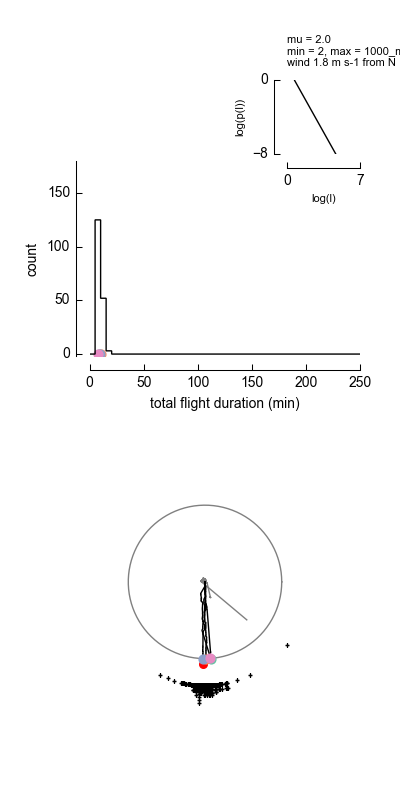 mu = 2.0
min = 2, max = 1000_m
wind 1.8 m s-1 from N
0
−8
log(p(l))
0
7
log(l)
150
100
50
0
count
0
50
100
150
200
250
total flight duration (min)